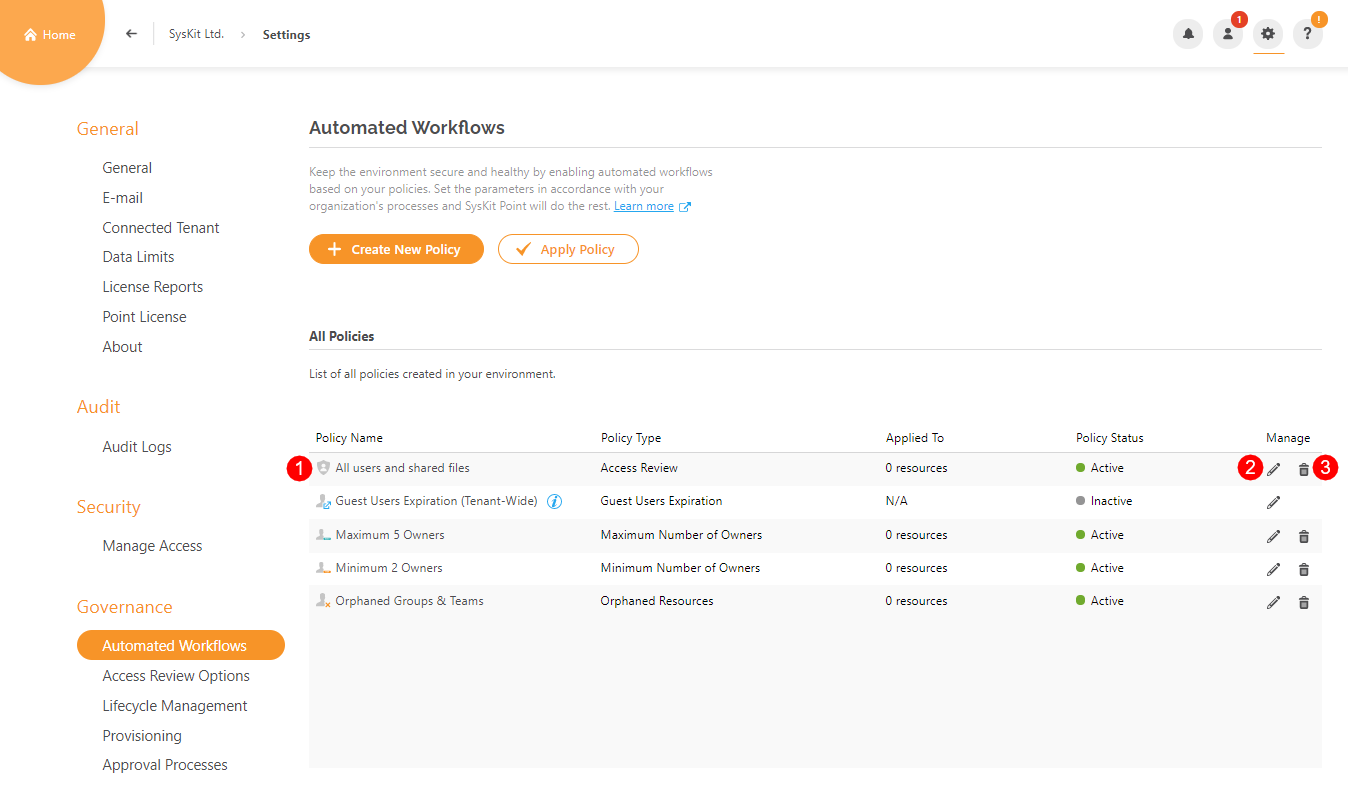 Home
SysKit Ltd. › Settings
1
!
?
General
General
E-mail
Connected Tenant
Data Limits
License Reports
Point License
About
Audit
Audit Logs
Security
Manage Access
Governance
Automated Workflows
Access Review Options
Lifecycle Management
Provisioning
Approval Processes
Automated Workflows
Keep the environment secure and healthy by enabling automated workflows
based on your policies. Set the parameters in accordance with your
organization's processes and SysKit Point will do the rest. Learn more
+ Create New Policy Apply Policy
All Policies
List of all policies created in your environment.
Policy Name Policy Type Applied To Policy Status Manage
1 All users and shared files Access Review 0 resources Active 2 3
Guest Users Expiration (Tenant-Wide) i Guest Users Expiration N/A Inactive
Maximum 5 Owners Maximum Number of Owners 0 resources Active
Minimum 2 Owners Minimum Number of Owners 0 resources Active
Orphaned Groups & Teams Orphaned Resources 0 resources Active